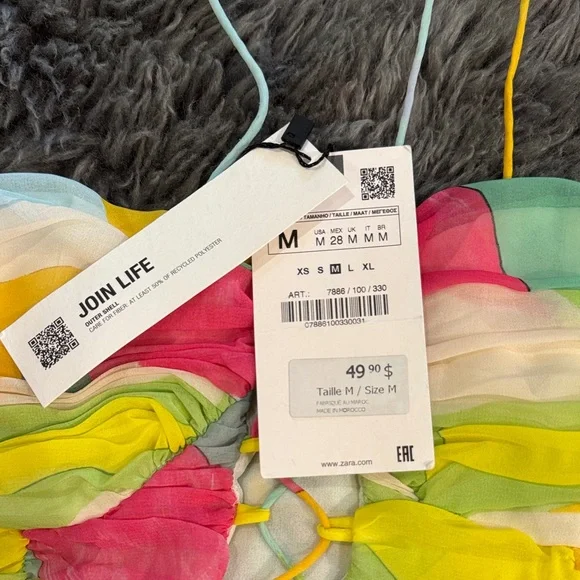 JOIN LIFE
OUTER SHELL
CARE FOR FIBER: AT LEAST 50% OF RECYCLED POLYESTER
TAMANHO / TAILLE / MAAT / ΜΕΓΕΘΟΣ
M
USA MEX UK IT BR
M 28 M M M
XS S M L XL
ART.: 7886 / 100 / 330
07886100330031
49 90 $
Taille M / Size M
FABRIQUÉ AU MAROC
MADE IN MOROCCO
www.zara.com
EAC